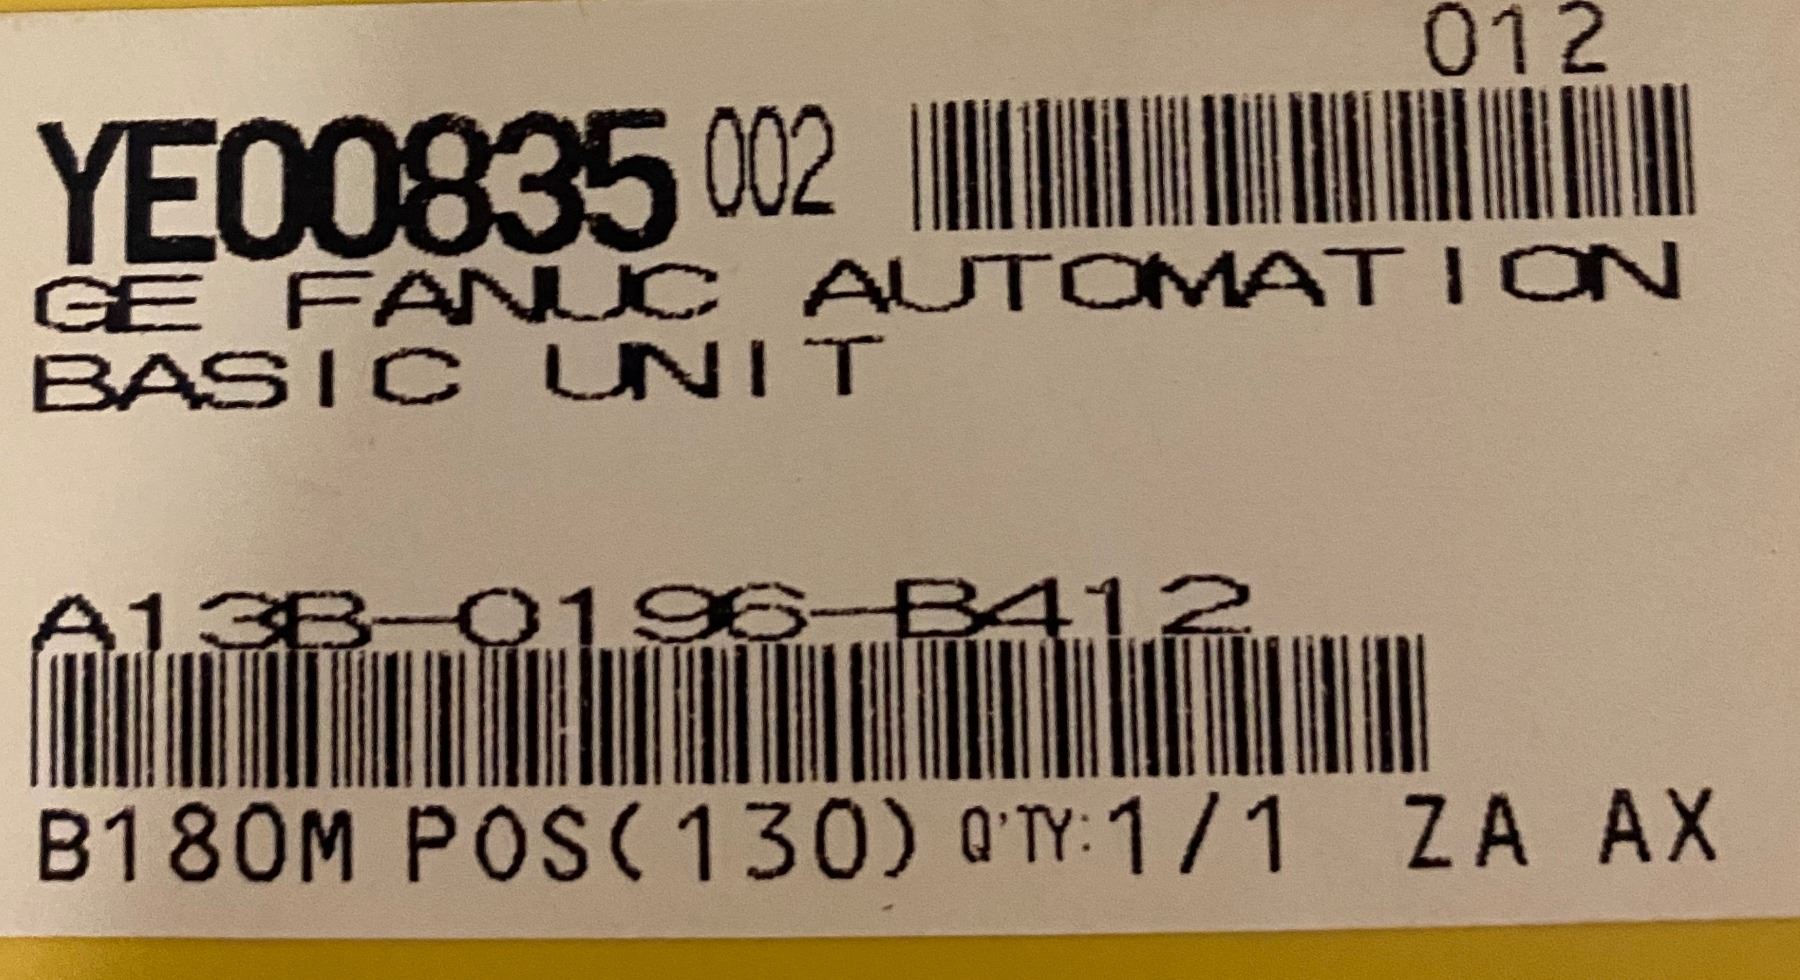 012
YE00835 002
GE FANUC AUTOMATION
BASIC UNIT
A13B-0196-B412
B180M POS(130) Q'TY:1/1 ZA AX